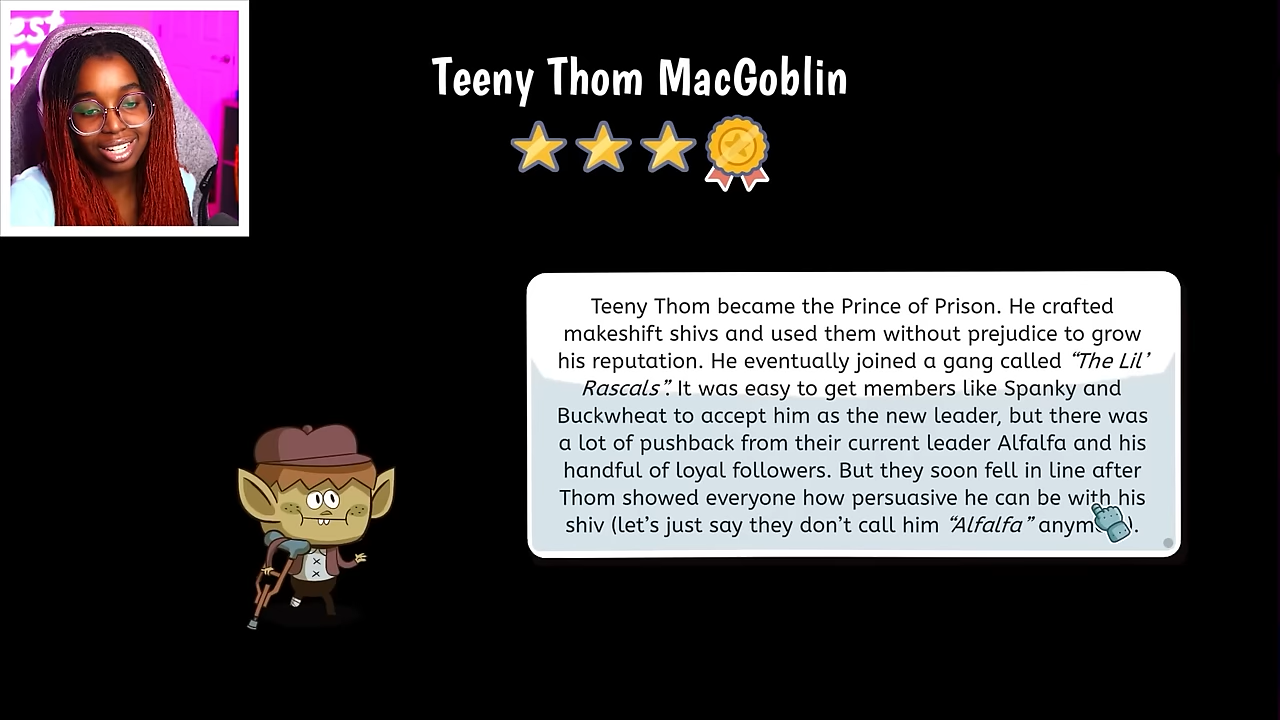 Teeny Thom MacGoblin
Teeny Thom became the Prince of Prison. He crafted
makeshift shivs and used them without prejudice to grow
his reputation. He eventually joined a gang called “The Lil’
Rascals”. It was easy to get members like Spanky and
Buckwheat to accept him as the new leader, but there was
a lot of pushback from their current leader Alfalfa and his
handful of loyal followers. But they soon fell in line after
Thom showed everyone how persuasive he can be with his
shiv (let’s just say they don’t call him “Alfalfa”